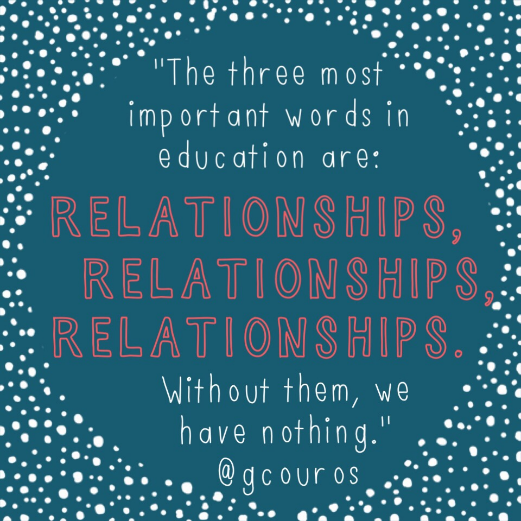 "The three most
important words in
education are:
RELATIONSHIPS,
RELATIONSHIPS,
RELATIONSHIPS.
Without them, we
have nothing."
@gcouros